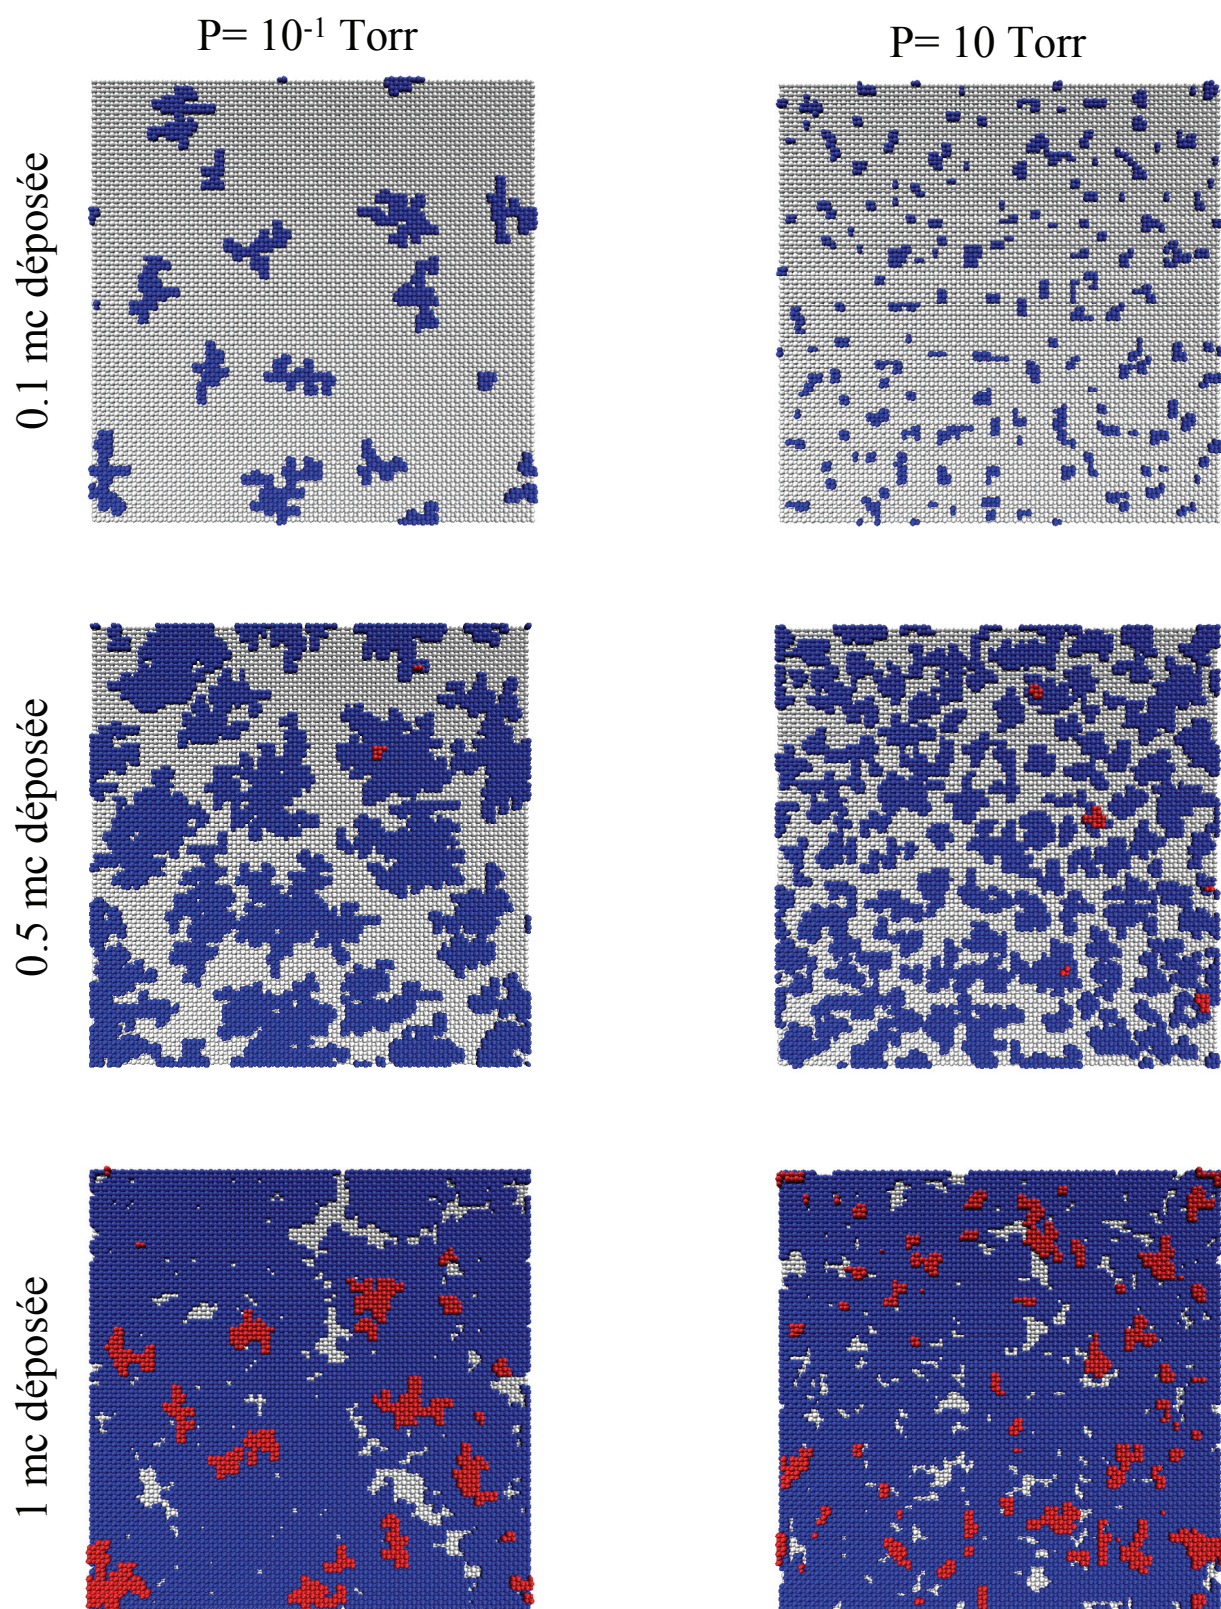 P= 10⁻¹ Torr
P= 10 Torr
0.1 mc déposée
0.5 mc déposée
1 mc déposée